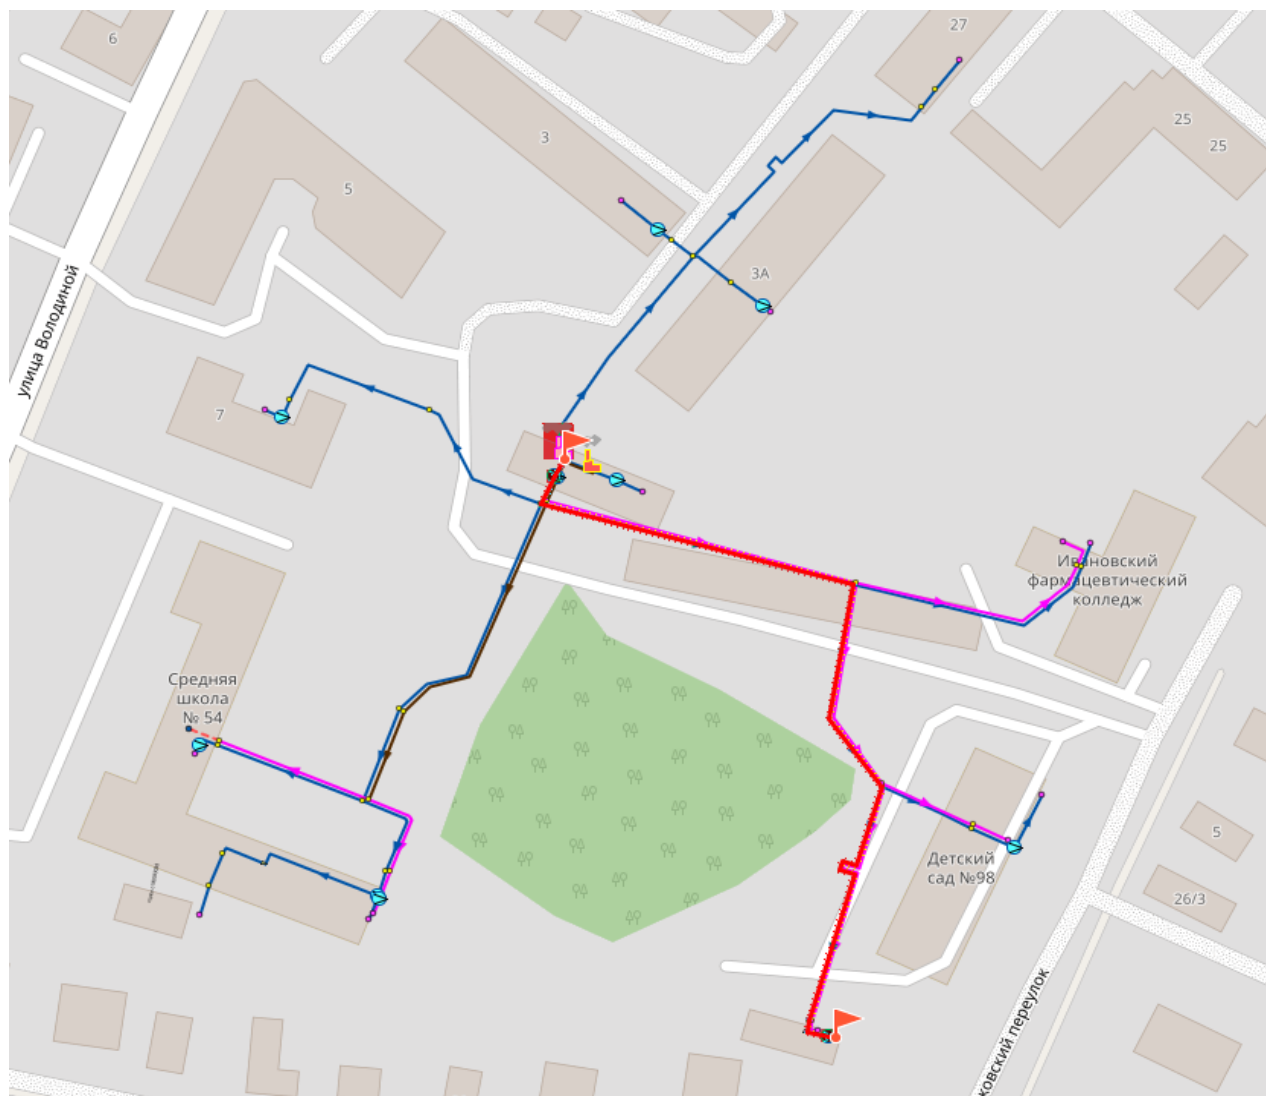 6
27
3
25
25
5
3А
улица Володиной
7
Ивановский
фармацевтический
колледж
Средняя
школа
№ 54
5
Детский
сад №98
26/3
ковский переулок